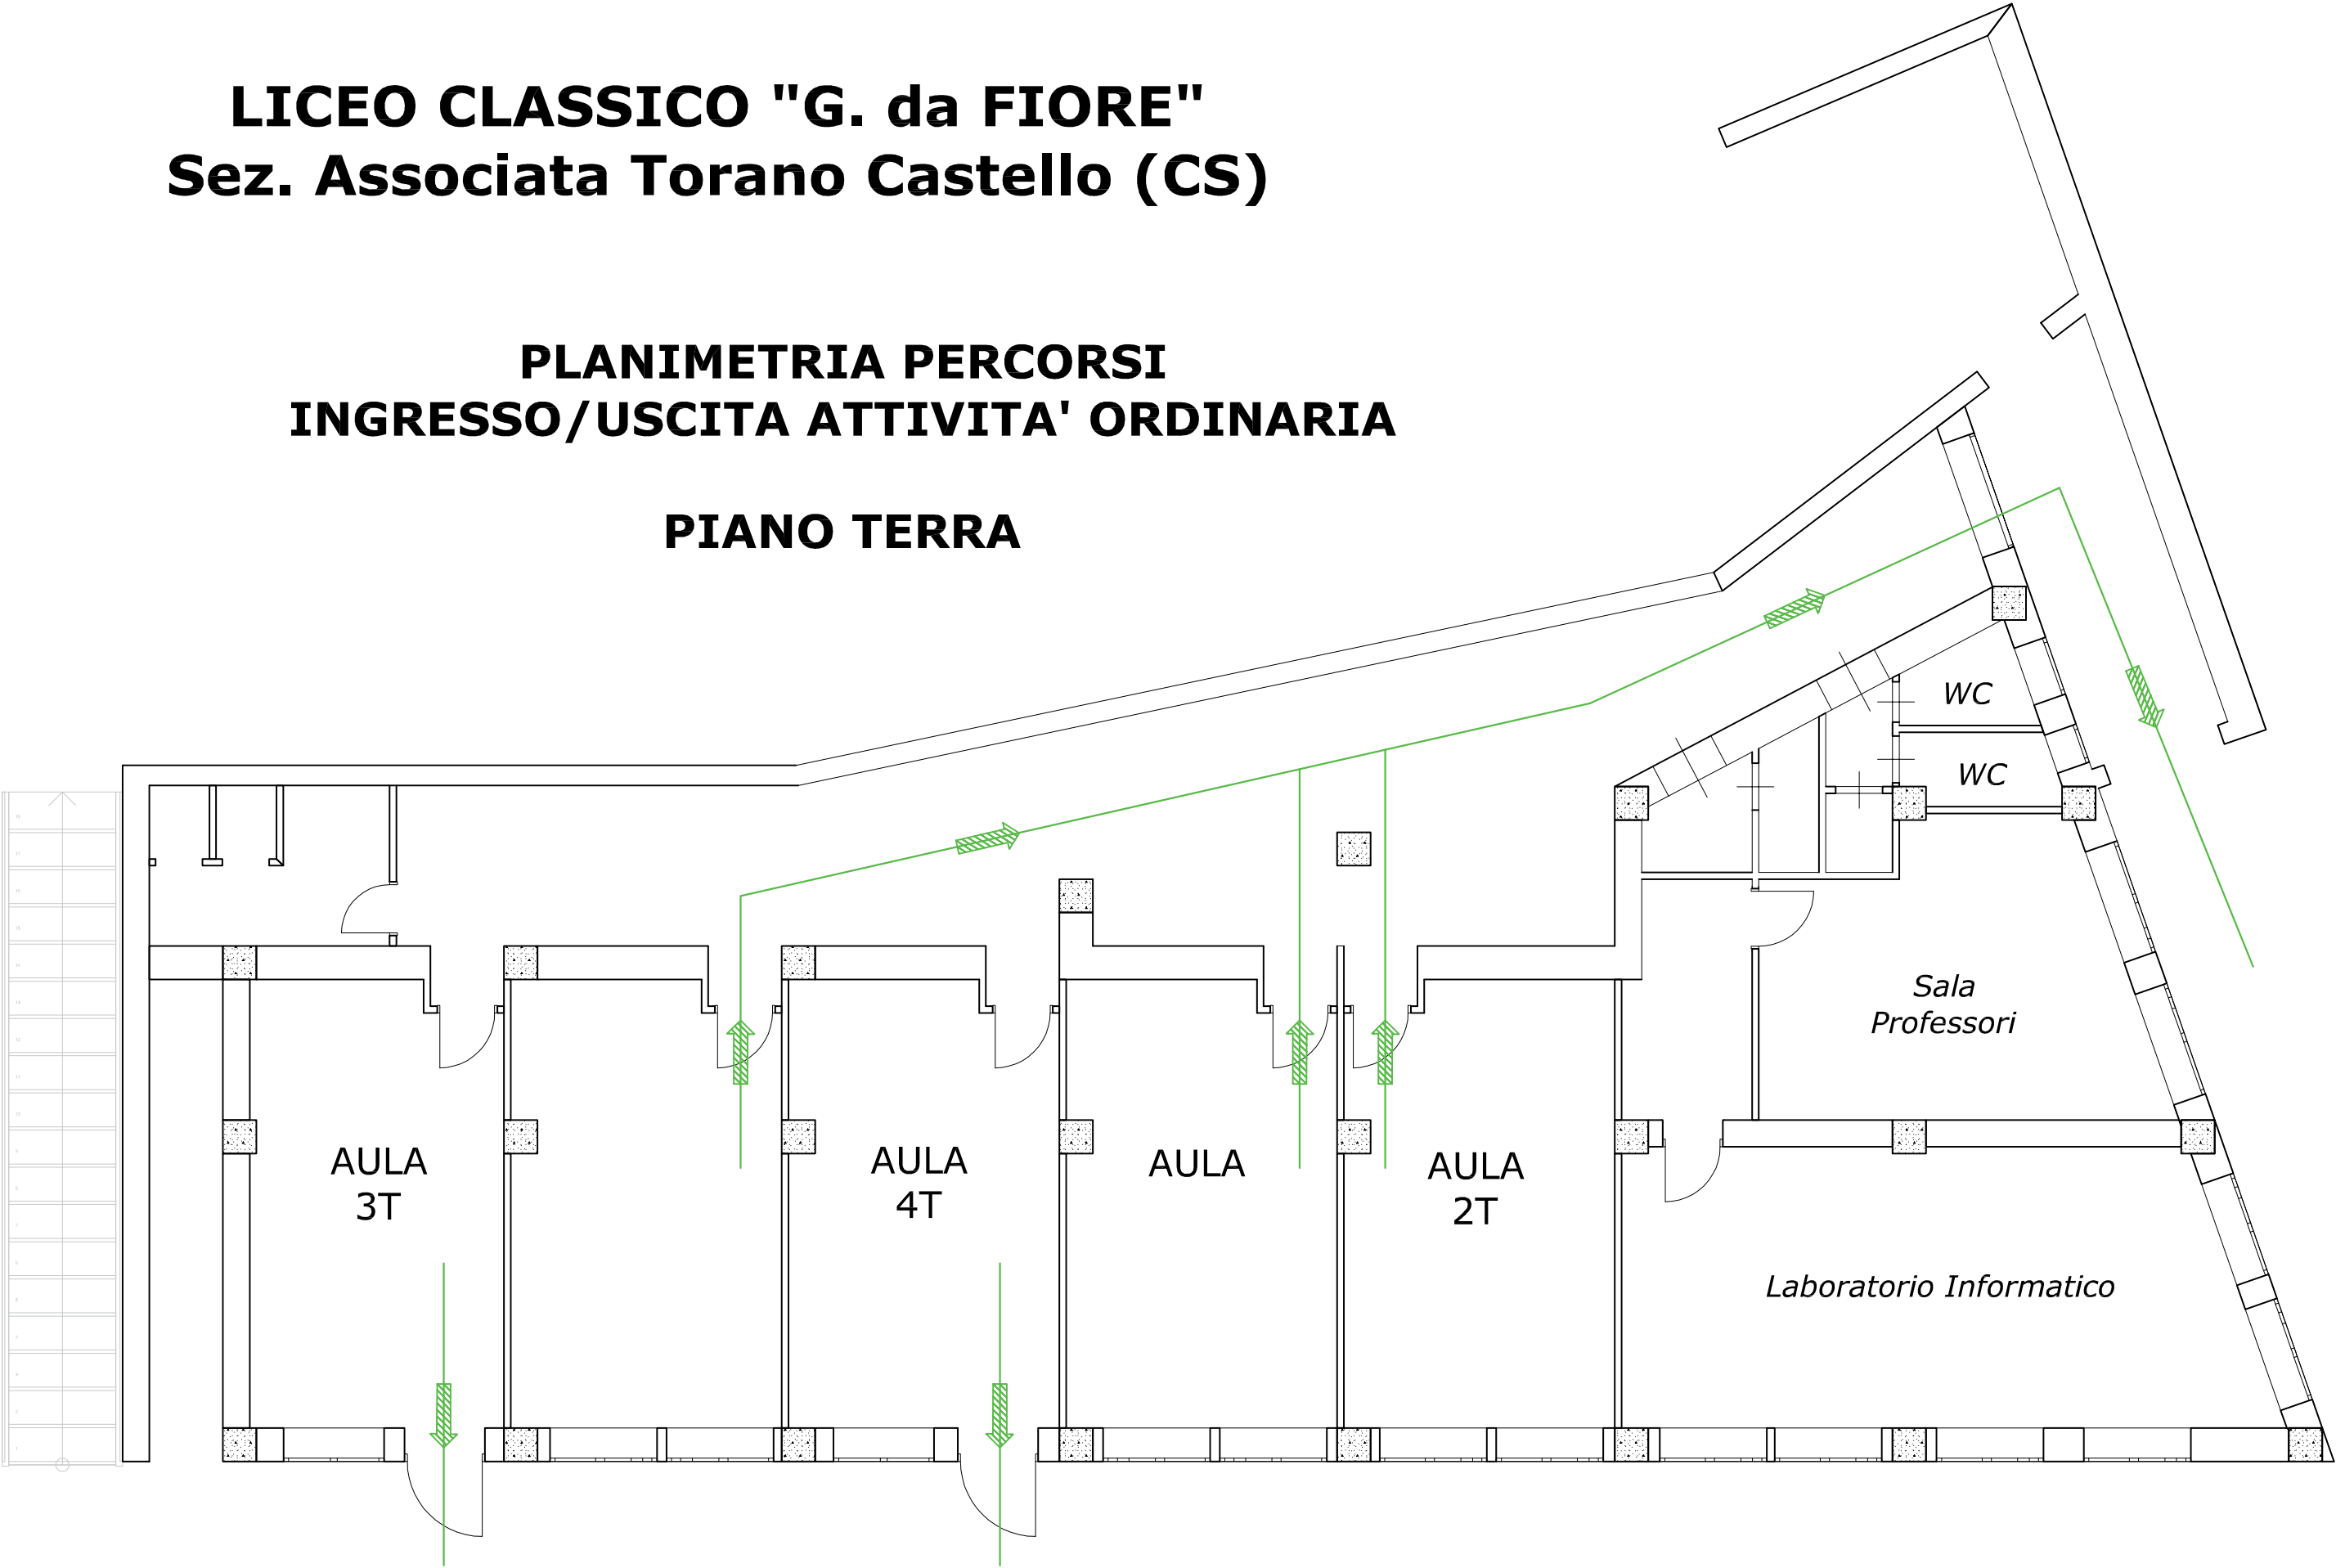 LICEO CLASSICO "G. da FIORE"
Sez. Associata Torano Castello (CS)
PLANIMETRIA PERCORSI
INGRESSO/USCITA ATTIVITA' ORDINARIA
PIANO TERRA
WC
WC
Sala
Professori
AULA
3T
AULA
4T
AULA
AULA
2T
Laboratorio Informatico